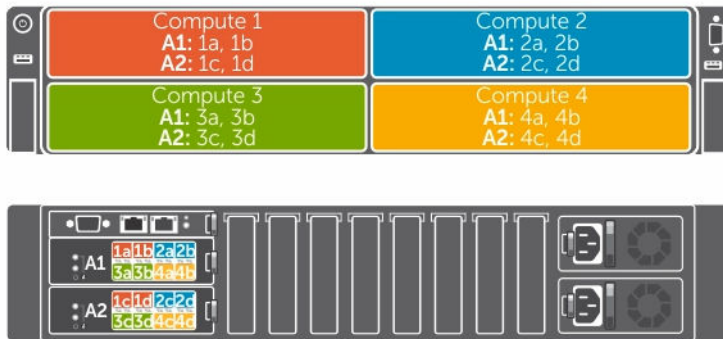 Compute 1
A1: 1a, 1b
A2: 1c, 1d
Compute 2
A1: 2a, 2b
A2: 2c, 2d
Compute 3
A1: 3a, 3b
A2: 3c, 3d
Compute 4
A1: 4a, 4b
A2: 4c, 4d
A1
1a 1b 2a 2b
3a 3b 4a 4b
A2
1c 1d 2c 2d
3c 3d 4c 4d